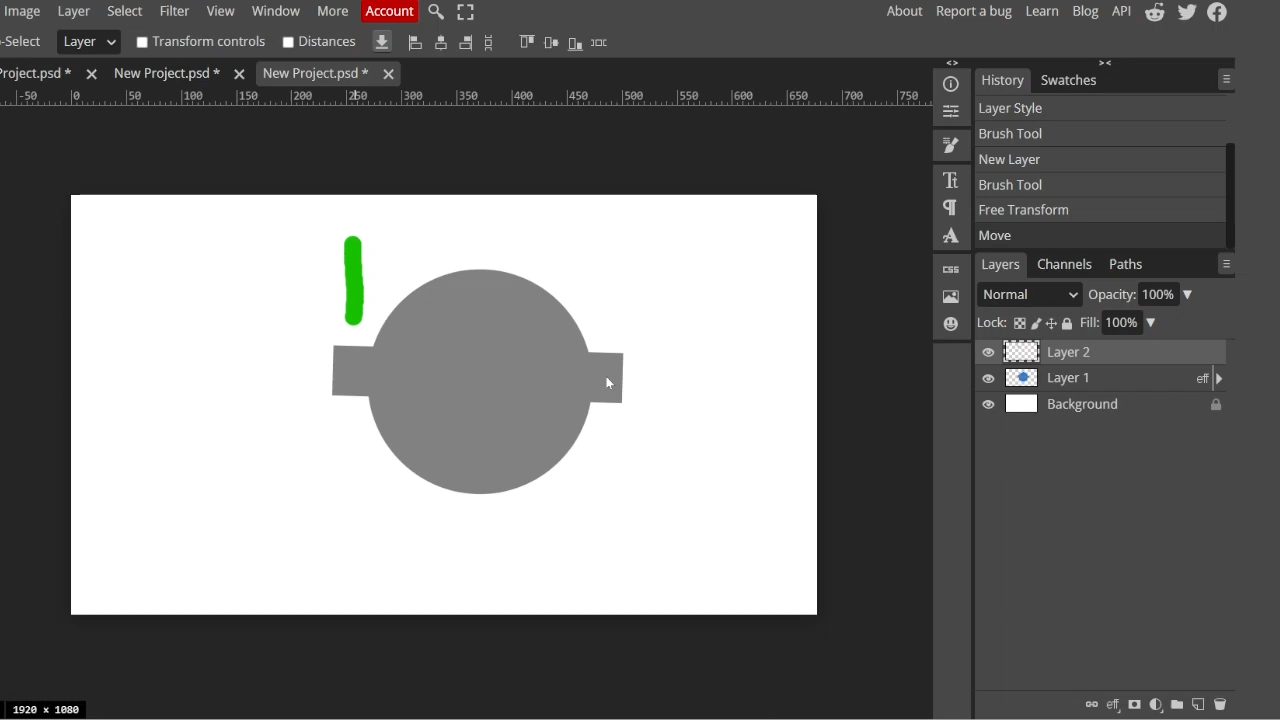 Image Layer Select Filter View Window More Account About Report a bug Learn Blog API
-Select Layer Transform controls Distances
Project.psd * New Project.psd * New Project.psd *
-50 0 50 100 150 200 250 300 350 400 450 500 550 600 650 700 750
History Swatches
Layer Style
Brush Tool
New Layer
Brush Tool
Free Transform
Move
Layers Channels Paths
CSS
Normal Opacity: 100%
Lock: Fill: 100%
Layer 2
Layer 1 eff
Background
eff
1920 x 1080